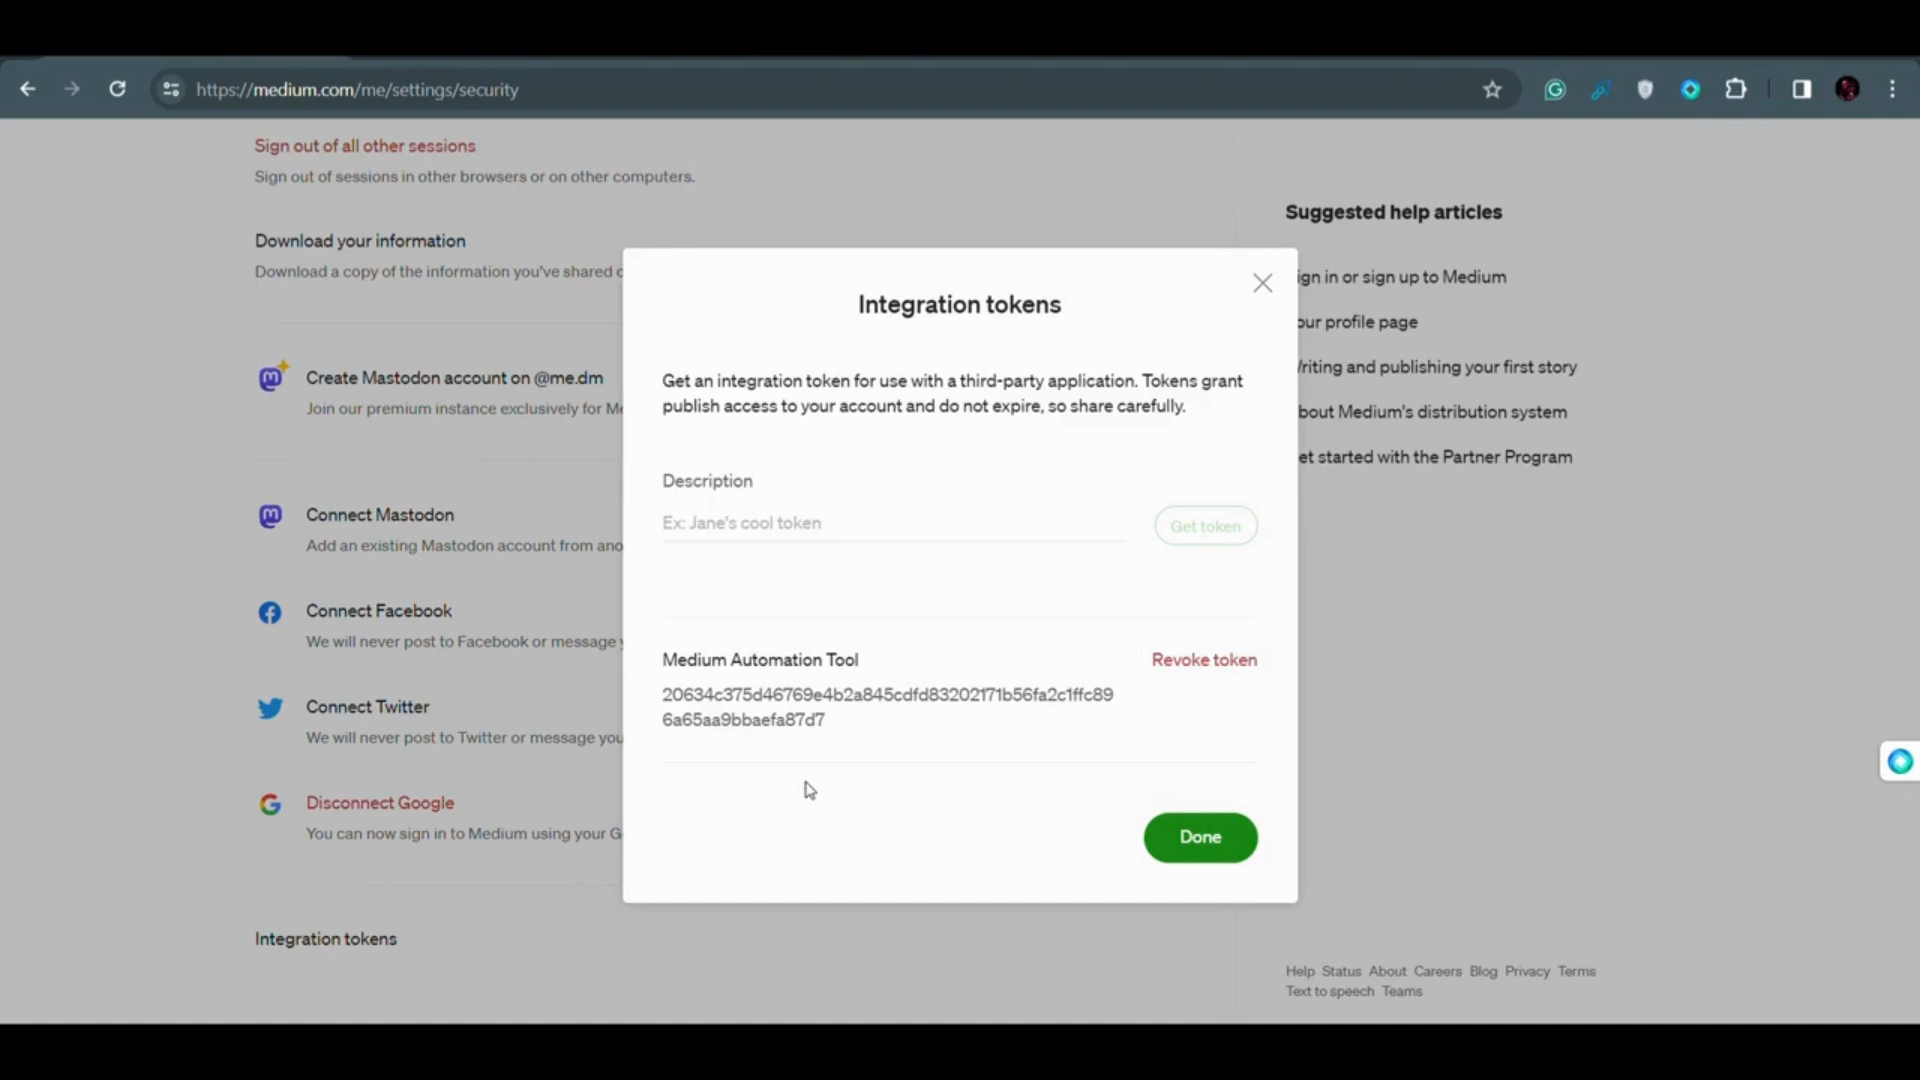 https://medium.com/me/settings/security
Sign out of all other sessions
Sign out of sessions in other browsers or on other computers.
Download your information
Download a copy of the information you've shared
Create Mastodon account on @me.dm
Join our premium instance exclusively for
Connect Mastodon
Add an existing Mastodon account from
Connect Facebook
We will never post to Facebook or message
Connect Twitter
We will never post to Twitter or message you
Disconnect Google
You can now sign in to Medium using your
Integration tokens
Integration tokens
Get an integration token for use with a third-party application. Tokens grant
publish access to your account and do not expire, so share carefully.
Description
Ex: Jane's cool token
Get token
Medium Automation Tool
Revoke token
20634c375d46769e4b2a845cdfd83202171b56fa2c1ffc89
6a65aa9bbaefa87d7
Done
Suggested help articles
ign in or sign up to Medium
our profile page
riting and publishing your first story
bout Medium's distribution system
et started with the Partner Program
Help Status About Careers Blog Privacy Terms
Text to speech Teams